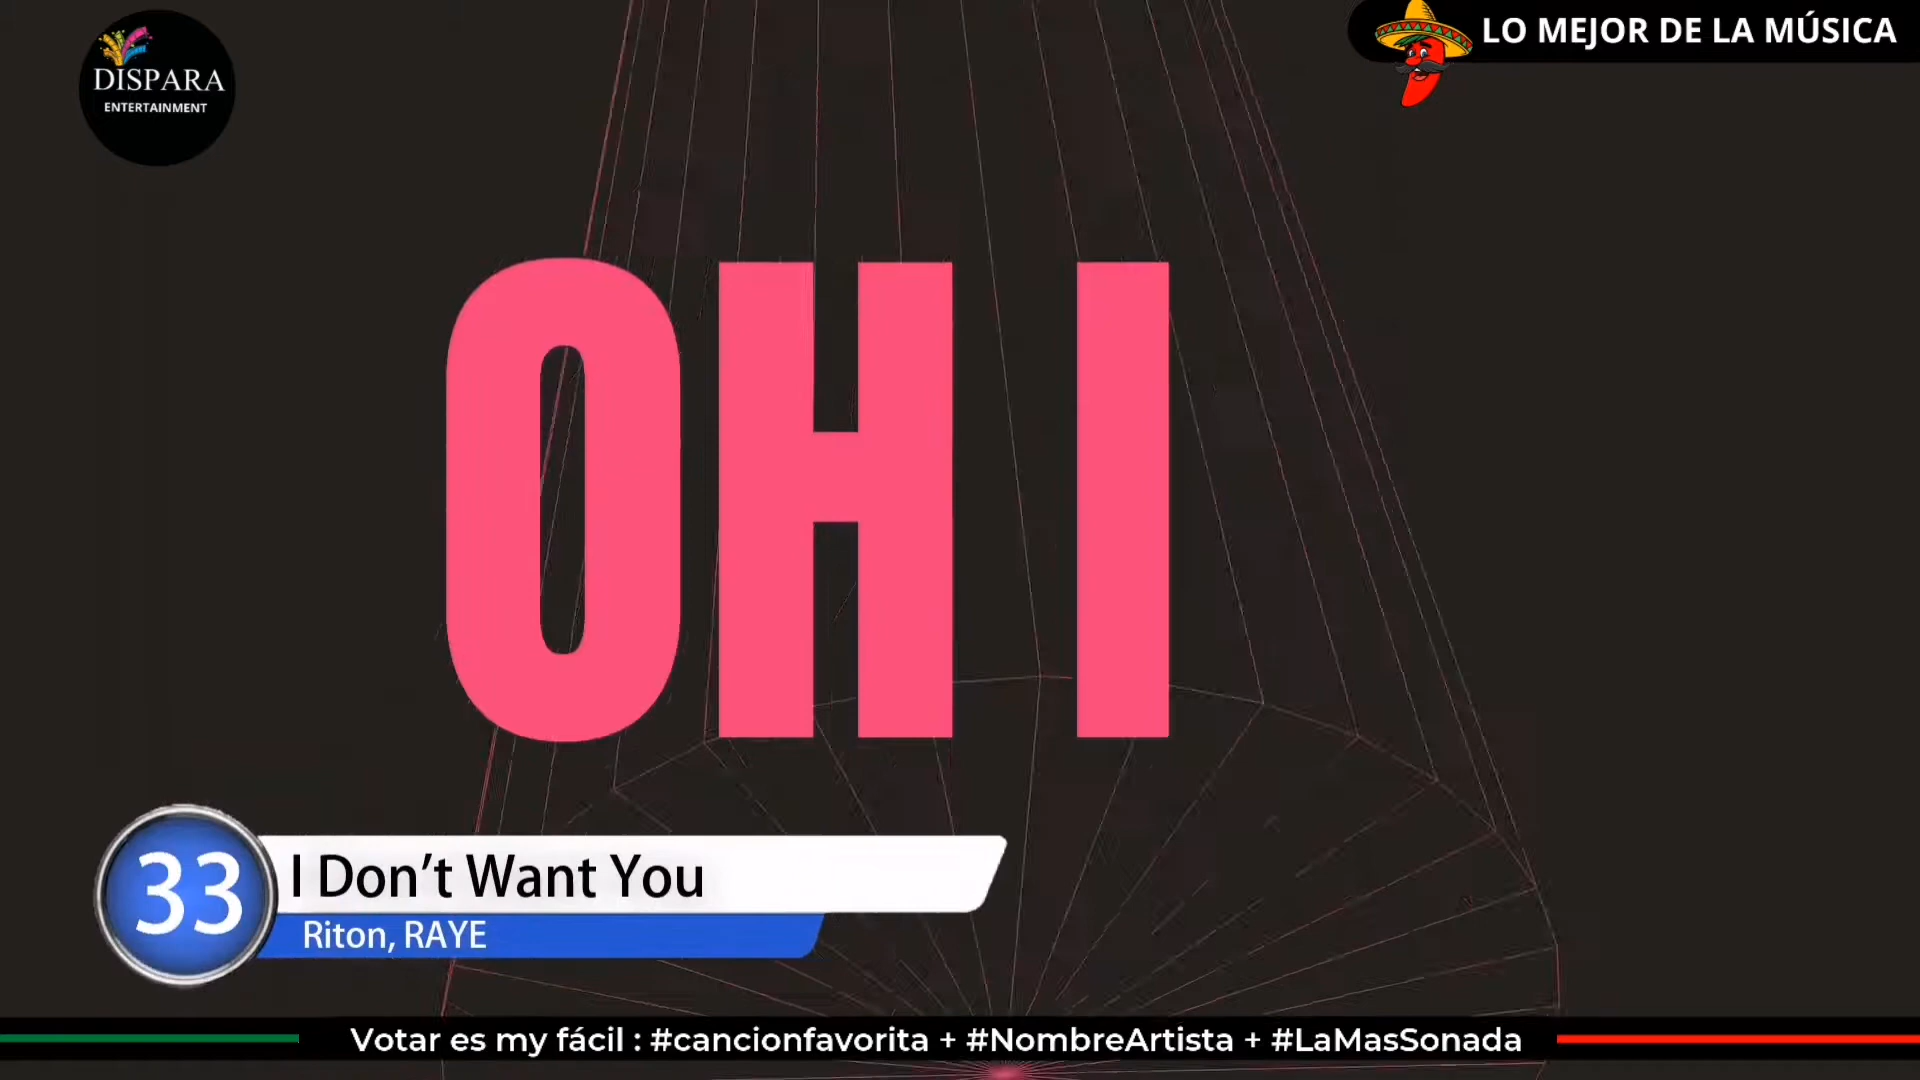 DISPARA
ENTERTAINMENT
LO MEJOR DE LA MÚSICA
OH I
33
I Don’t Want You
Riton, RAYE
Votar es my fácil : #cancionfavorita + #NombreArtista + #LaMasSonada